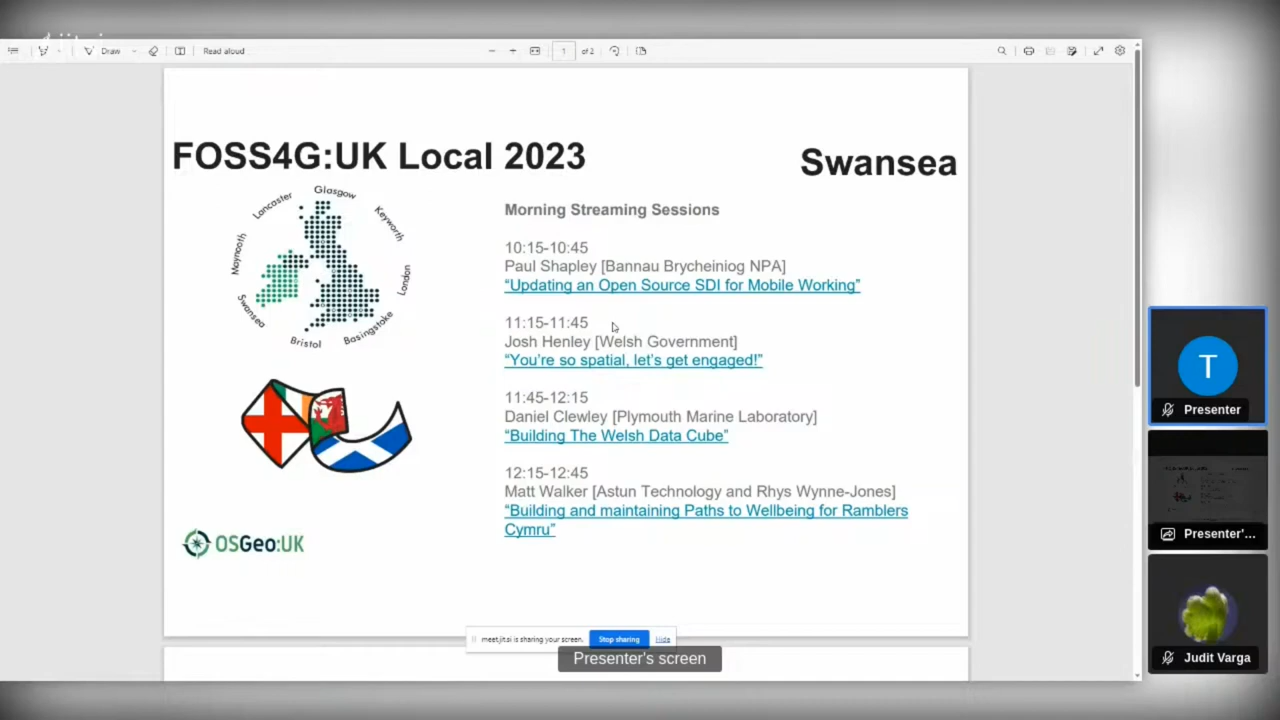 Draw
Read aloud
1
of 2
FOSS4G:UK Local 2023
Swansea
Glasgow
Lancaster
Keyworth
Maynooth
London
Swansea
Basingstoke
Bristol
Morning Streaming Sessions
10:15-10:45
Paul Shapley [Bannau Brycheiniog NPA]
“Updating an Open Source SDI for Mobile Working”
11:15-11:45
Josh Henley [Welsh Government]
“You’re so spatial, let’s get engaged!”
11:45-12:15
Daniel Clewley [Plymouth Marine Laboratory]
“Building The Welsh Data Cube”
12:15-12:45
Matt Walker [Astun Technology and Rhys Wynne-Jones]
“Building and maintaining Paths to Wellbeing for Ramblers
Cymru”
OSGeo:UK
meet.jit.si is sharing your screen.
Stop sharing
Hide
Presenter's screen
T
Presenter
Presenter'...
Judit Varga